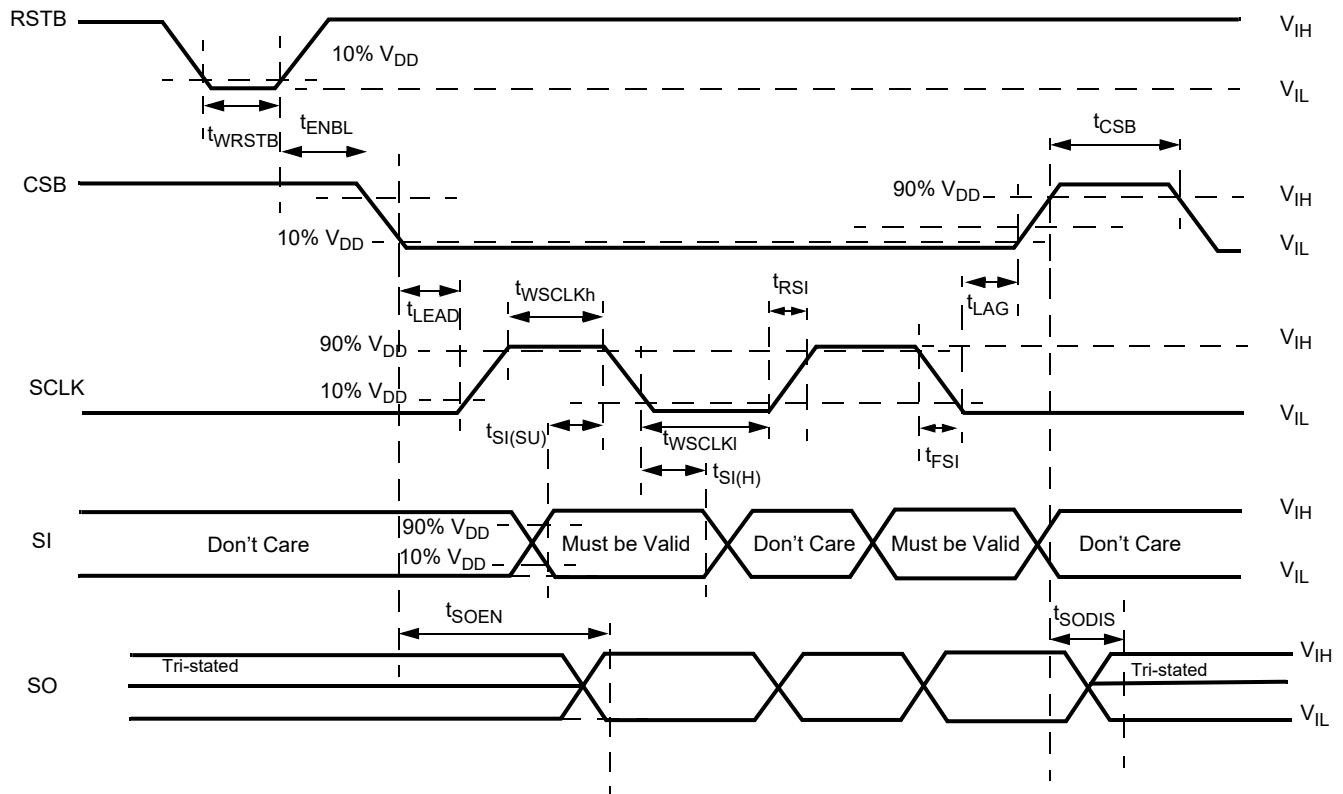 RSTB
V_IH
10% V_DD
V_IL
t_WRSTB
t_ENBL
t_CSB
CSB
90% V_DD
V_IH
10% V_DD
V_IL
t_LEAD
t_WSCLKh
t_RSI
t_LAG
90% V_DD
V_IH
SCLK
10% V_DD
V_IL
t_SI(SU)
t_WSCLKl
t_FSI
t_SI(H)
V_IH
90% V_DD
SI
Don't Care
Must be Valid
Don't Care
Must be Valid
Don't Care
10% V_DD
V_IL
t_SOEN
t_SODIS
V_IH
Tri-stated
Tri-stated
SO
V_IL